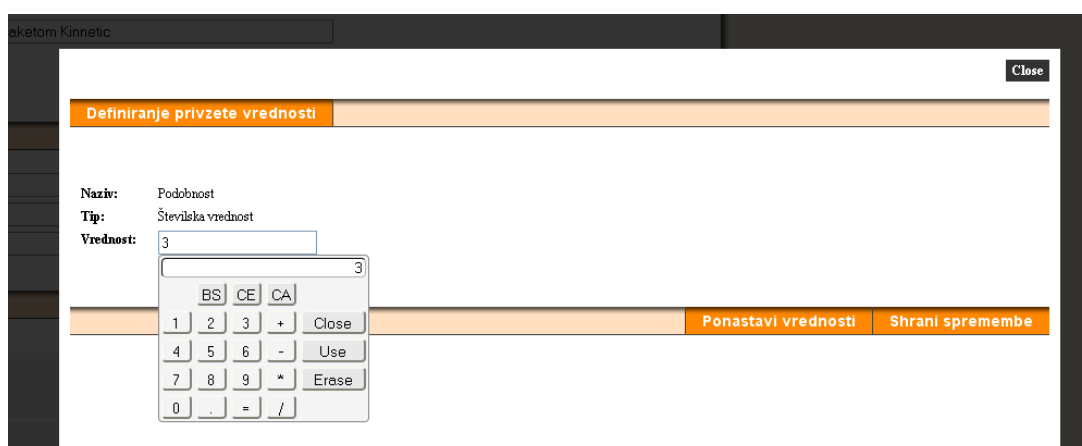 aketom Kinnetic
Close
Definiranje privzete vrednosti
Naziv: Podobnost
Tip: Številska vrednost
Vrednost: 3
3
BS CE CA
1 2 3 + Close
4 5 6 - Use
7 8 9 * Erase
0 . = /
Ponastavi vrednosti Shrani spremembe